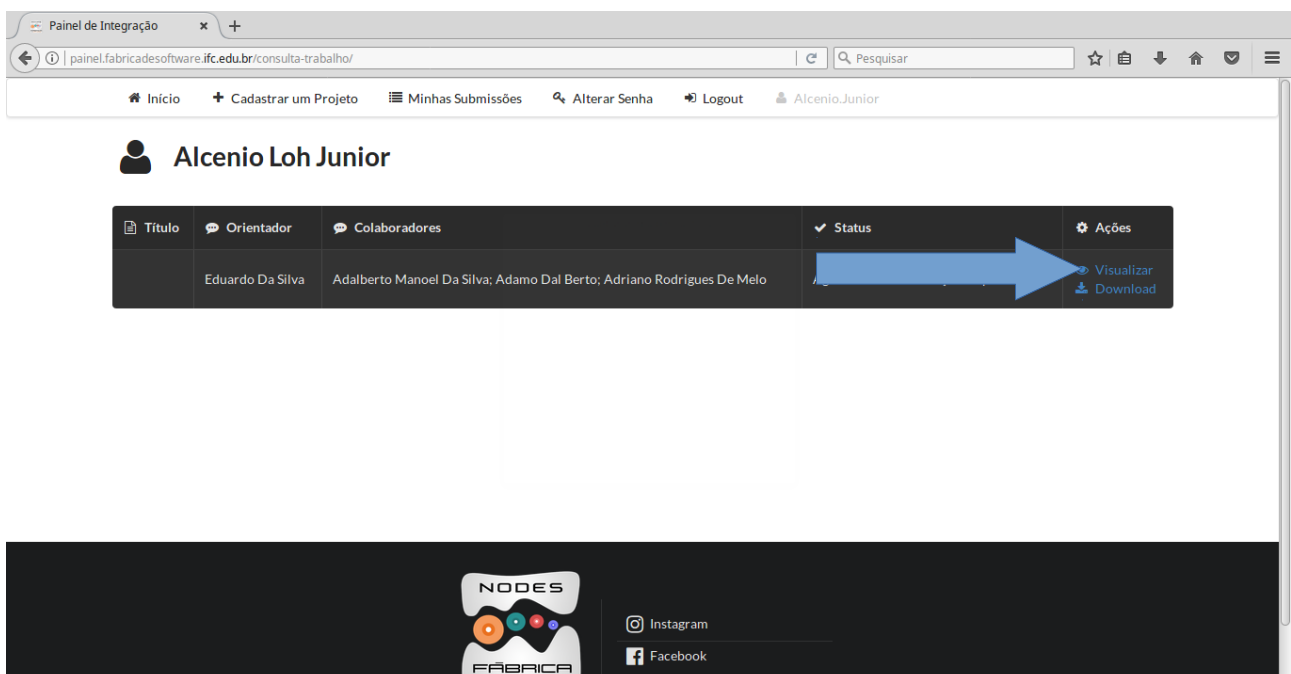 Painel de Integração
painel.fabricadesoftware.ifc.edu.br/consulta-trabalho/
Pesquisar
Início Cadastrar um Projeto Minhas Submissões Alterar Senha Logout Alcenio.Junior
Alcenio Loh Junior
Título Orientador Colaboradores Status Ações
Eduardo Da Silva Adalberto Manoel Da Silva; Adamo Dal Berto; Adriano Rodrigues De Melo Visualizar
Download
NODES
Instagram
Facebook
FÁBRICA